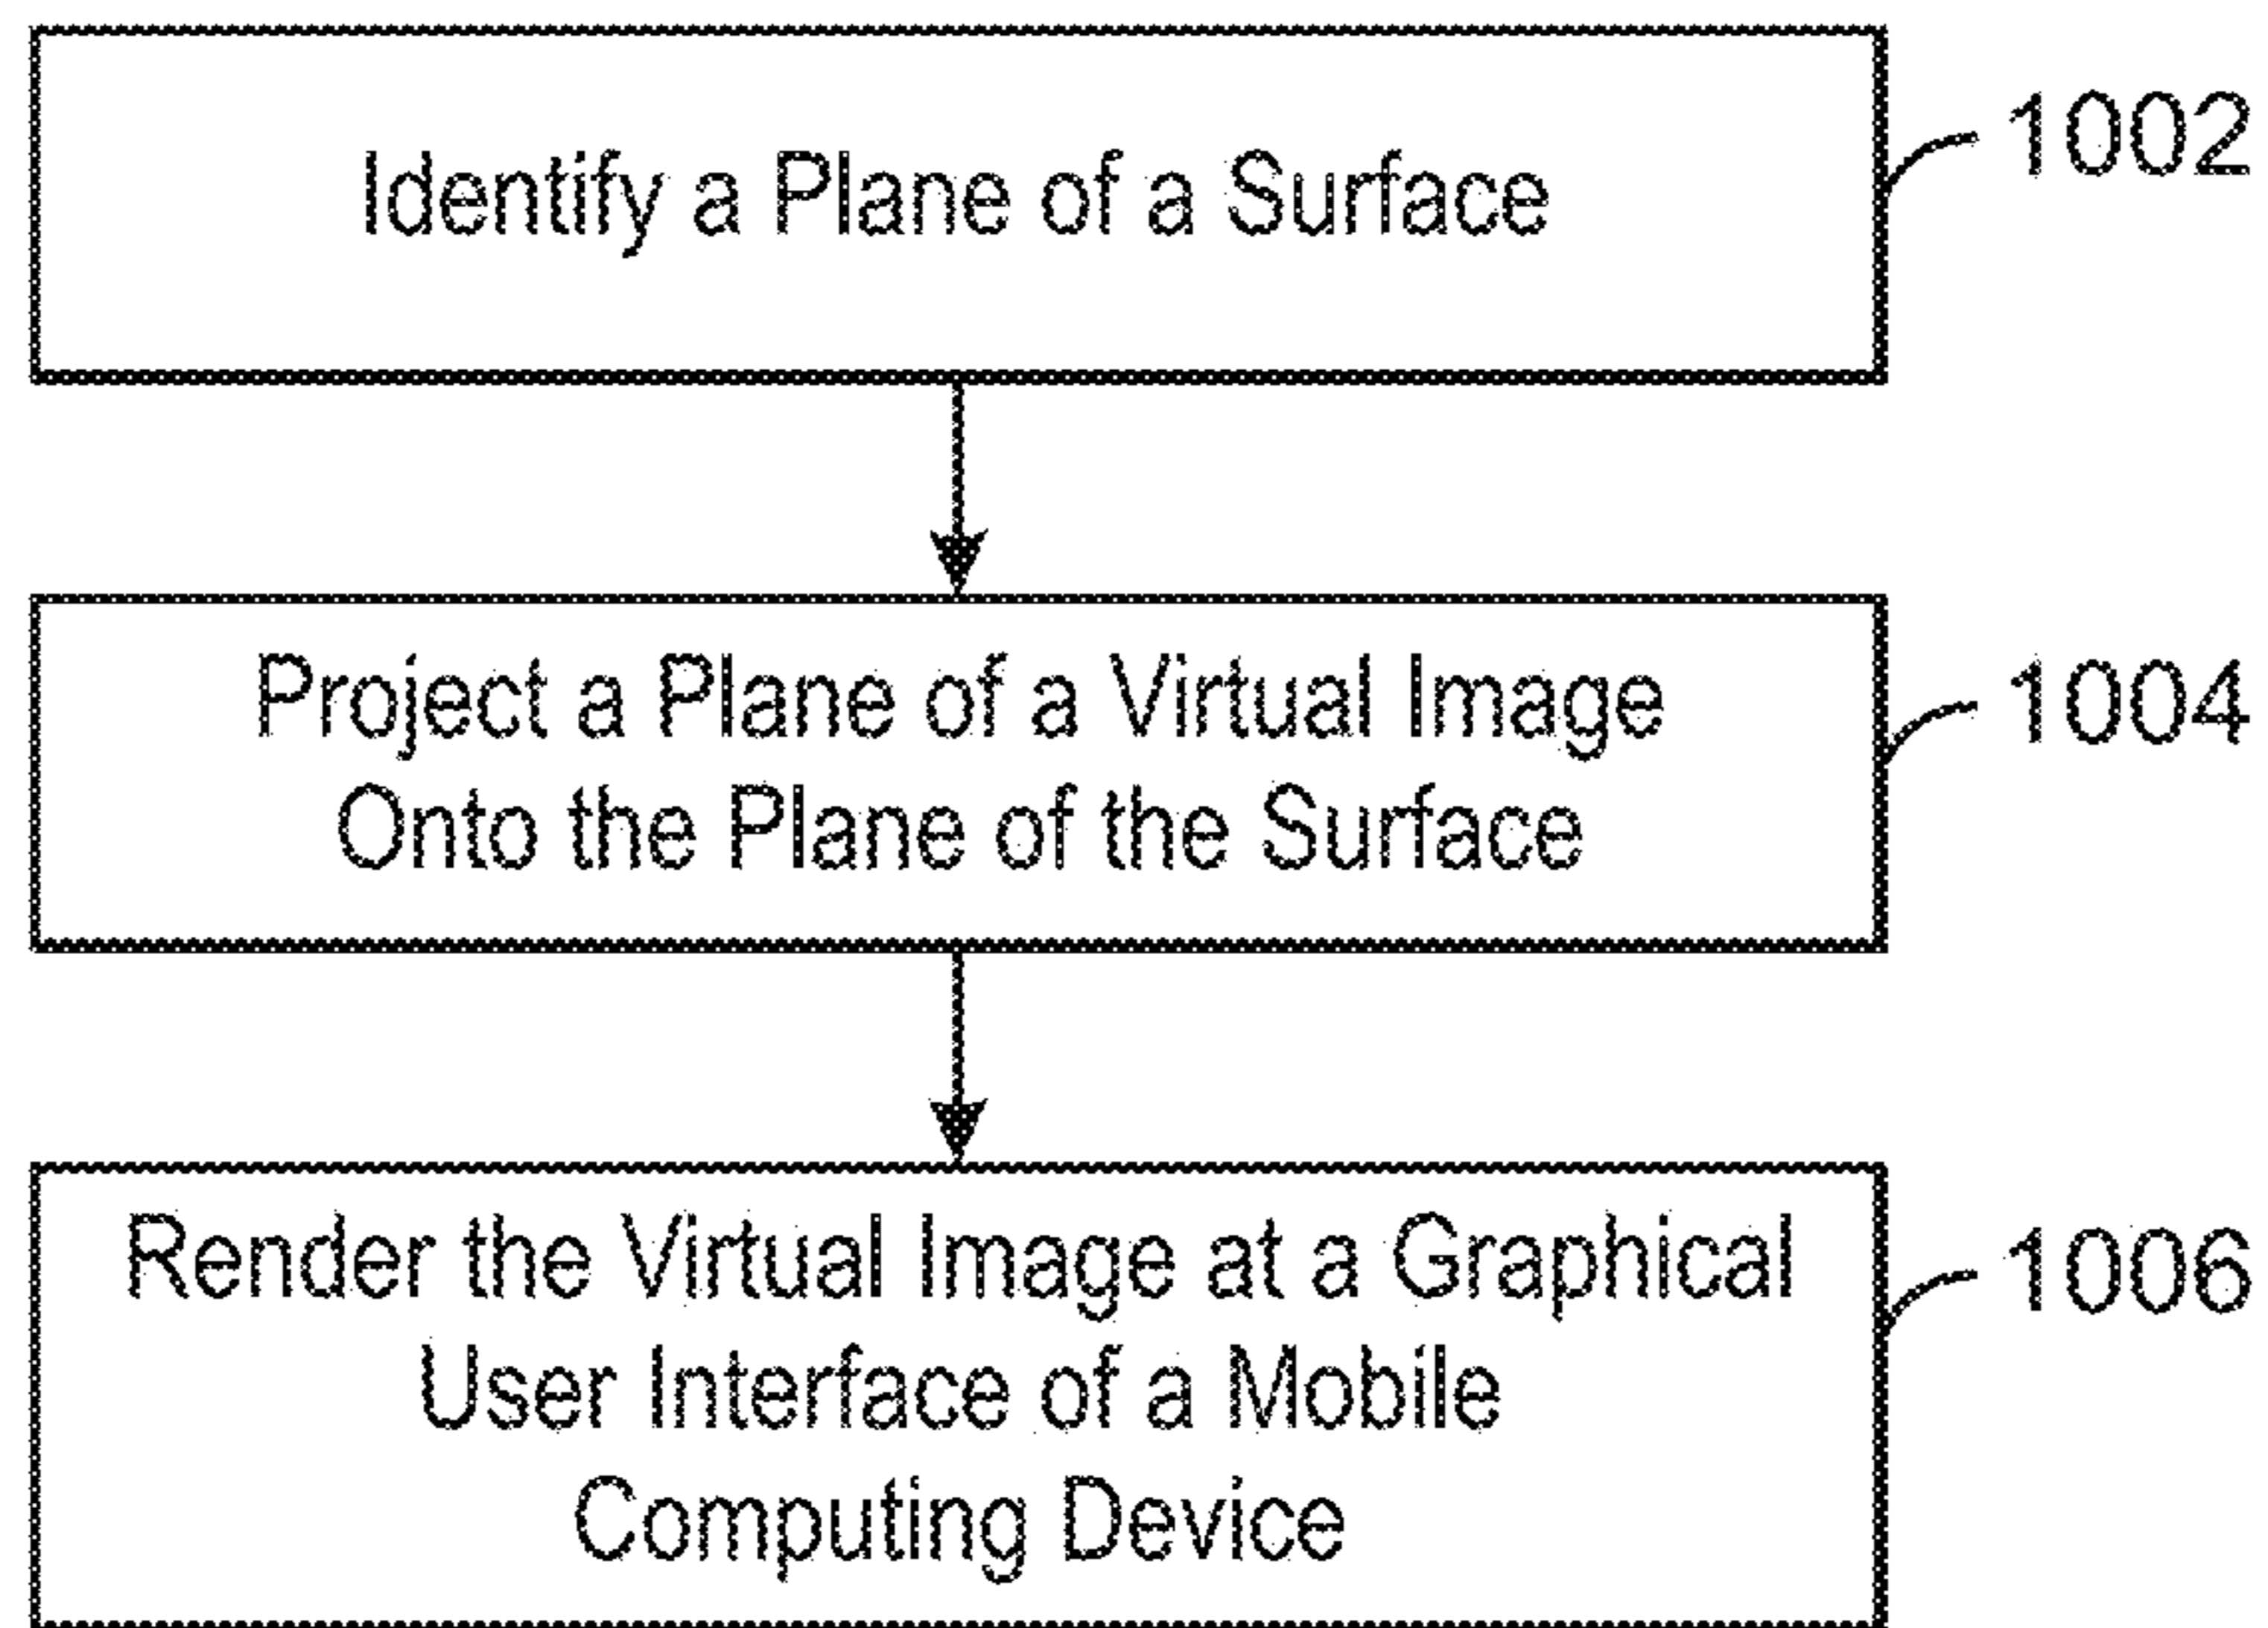 Identify a Plane of a Surface
1002
Project a Plane of a Virtual Image
Onto the Plane of the Surface
1004
Render the Virtual Image at a Graphical
User Interface of a Mobile
Computing Device
1006